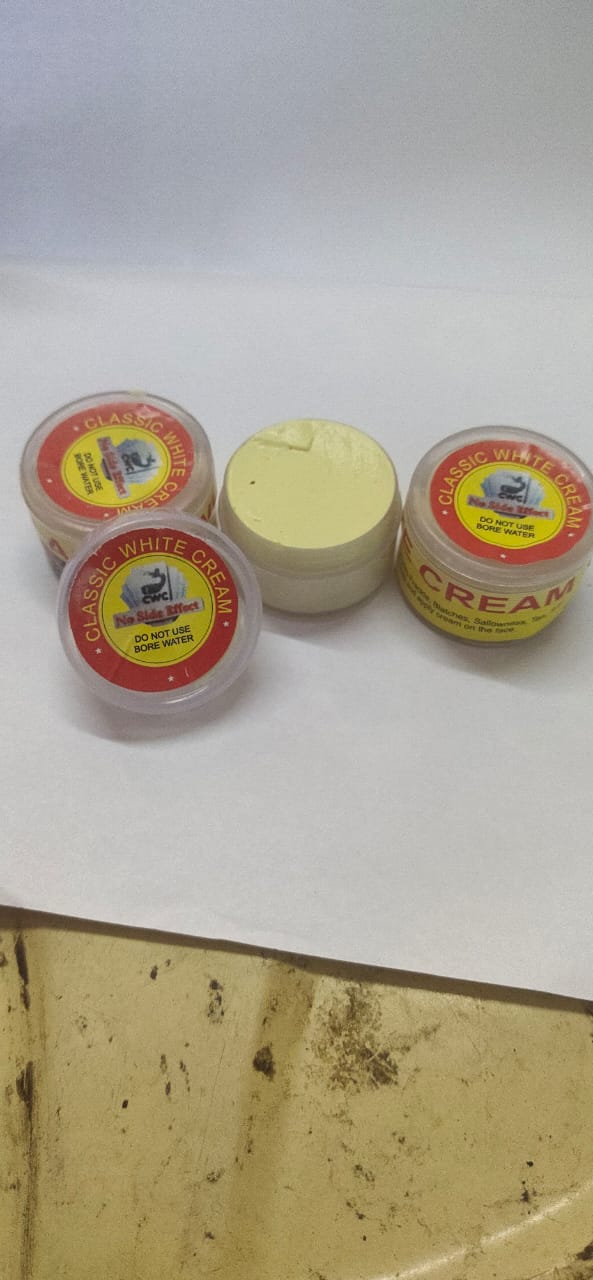 CLASSIC WHITE CREAM
CWC
No Side Effect
DO NOT USE
BORE WATER
CLASSIC WHITE CREAM
CWC
No Side Effect
DO NOT USE
BORE WATER
CLASSIC WHITE CREAM
CWC
No Side Effect
DO NOT USE
BORE WATER
CREAM
Blatches, Sallowness, Tan,
apply cream on the face